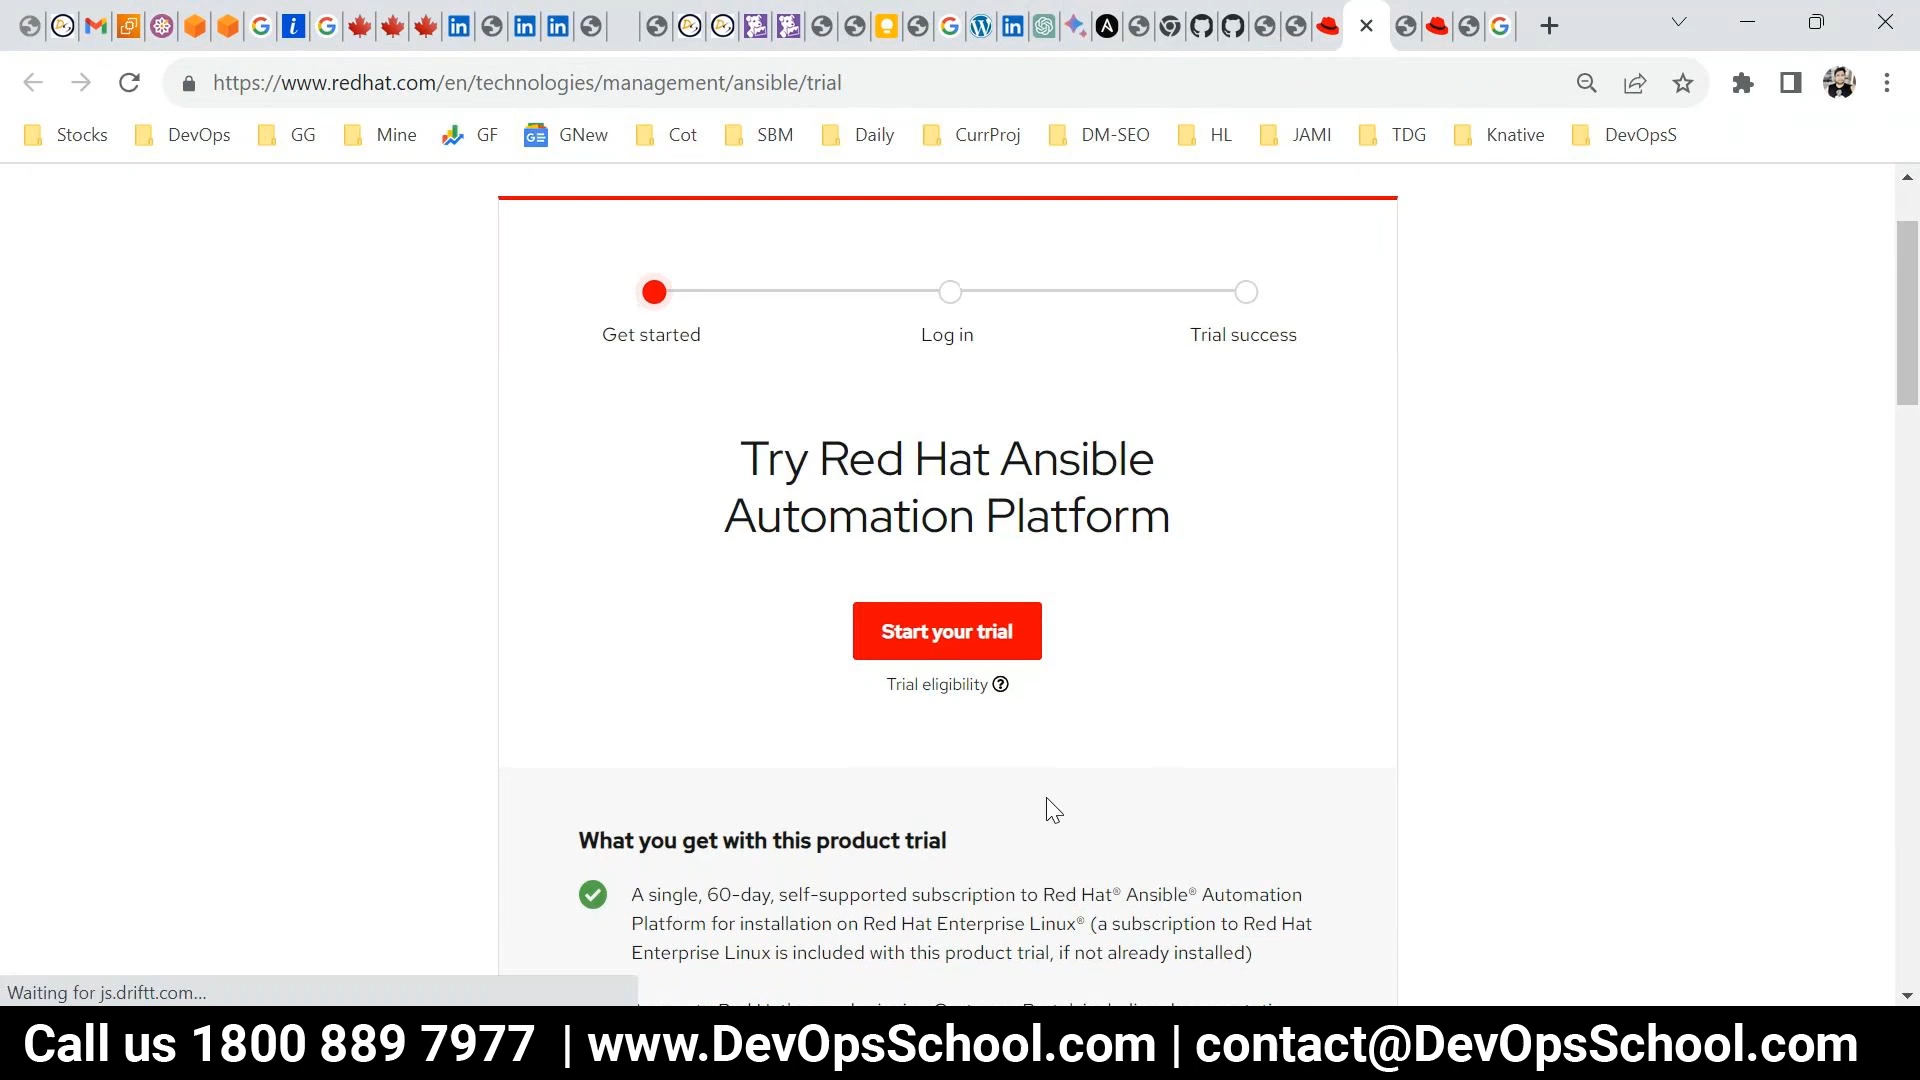 https://www.redhat.com/en/technologies/management/ansible/trial
Stocks DevOps GG Mine GF GNew Cot SBM Daily CurrProj DM-SEO HL JAMI TDG Knative DevOpsS
Get started Log in Trial success
Try Red Hat Ansible
Automation Platform
Start your trial
Trial eligibility
What you get with this product trial
A single, 60-day, self-supported subscription to Red Hat® Ansible® Automation
Platform for installation on Red Hat Enterprise Linux® (a subscription to Red Hat
Enterprise Linux is included with this product trial, if not already installed)
Waiting for js.driftt.com...
Call us 1800 889 7977 | www.DevOpsSchool.com | contact@DevOpsSchool.com